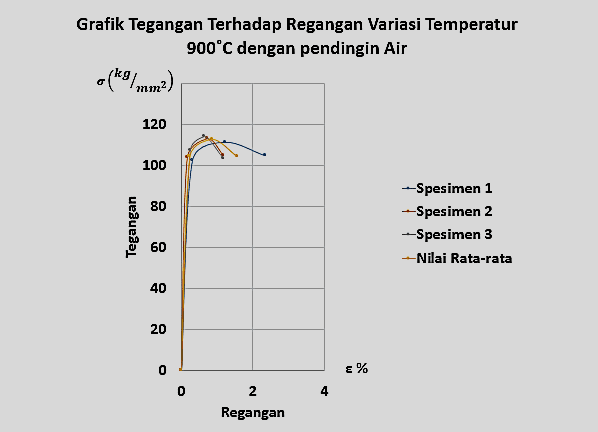 Grafik Tegangan Terhadap Regangan Variasi Temperatur
900˚C dengan pendingin Air
σ(kg/mm²)
120
100
80
60
40
20
0
0 2 4
Tegangan
Regangan
ε %
Spesimen 1
Spesimen 2
Spesimen 3
Nilai Rata-rata